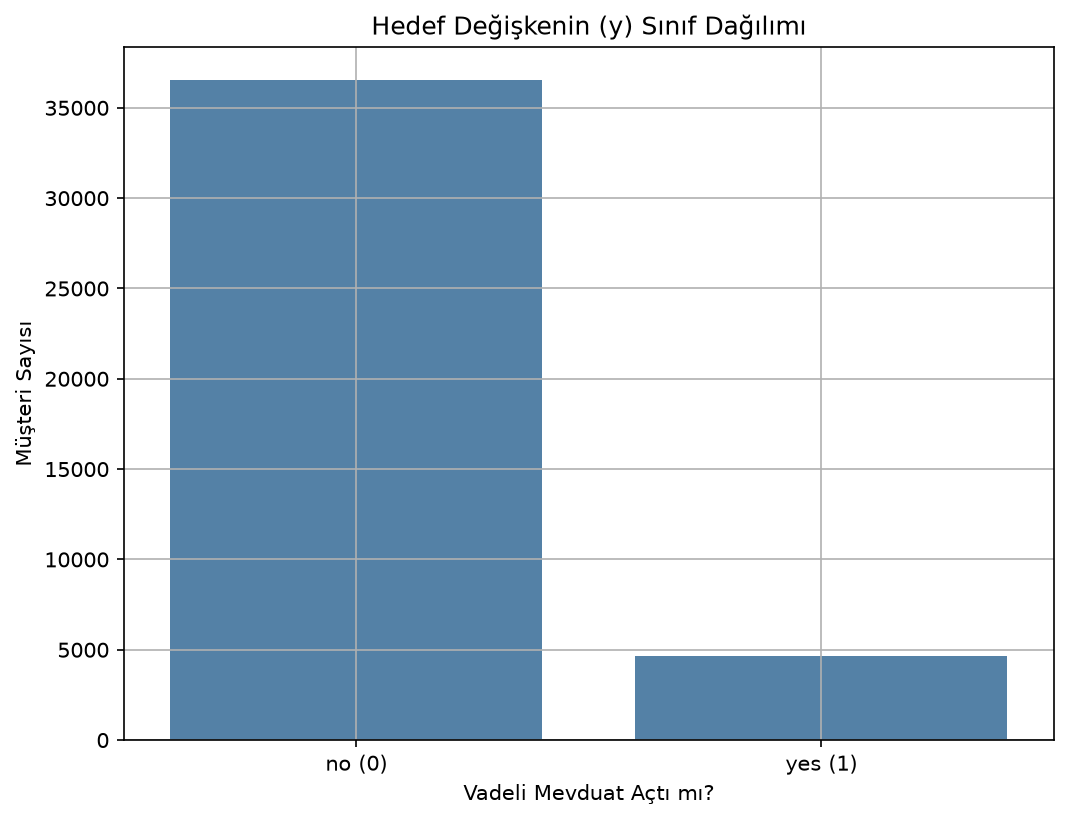 Hedef Değişkenin (y) Sınıf Dağılımı
Müşteri Sayısı
35000
30000
25000
20000
15000
10000
5000
0
no (0)
yes (1)
Vadeli Mevduat Açtı mı?